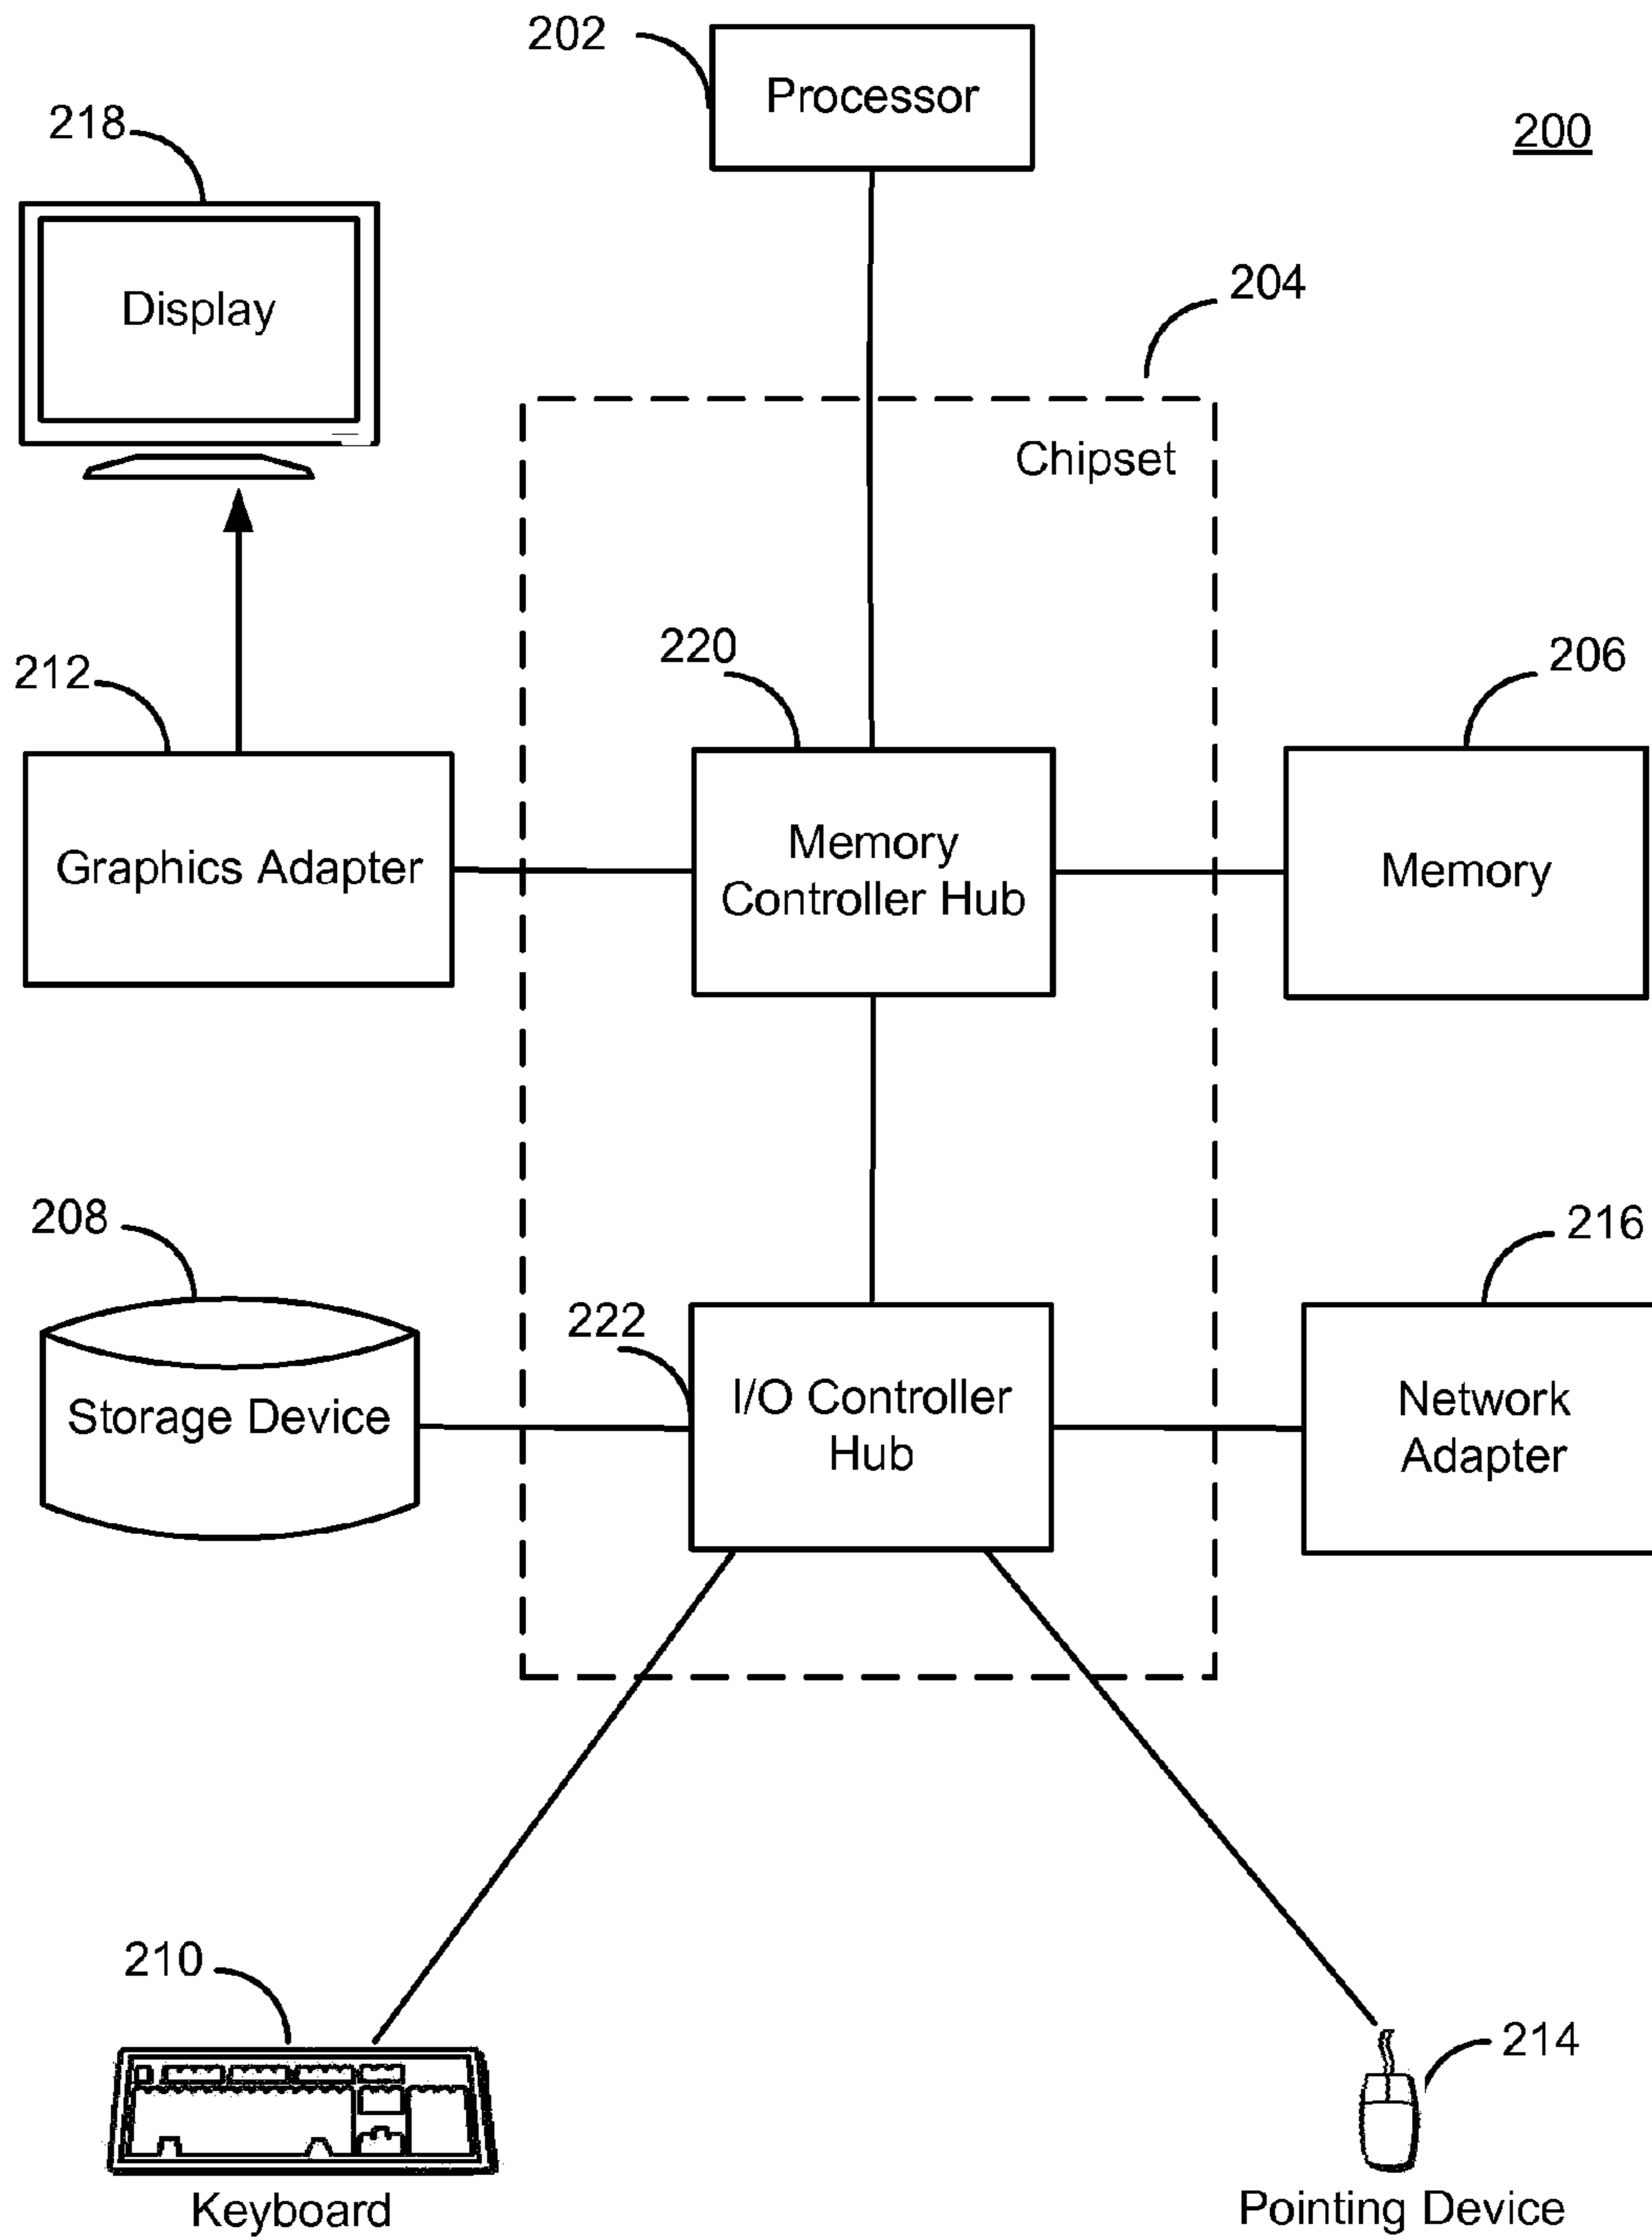 202
Processor
200
218
Display
204
Chipset
212
220
206
Graphics Adapter
Memory
Controller Hub
Memory
208
222
216
Storage Device
I/O Controller
Hub
Network
Adapter
210
214
Keyboard
Pointing Device